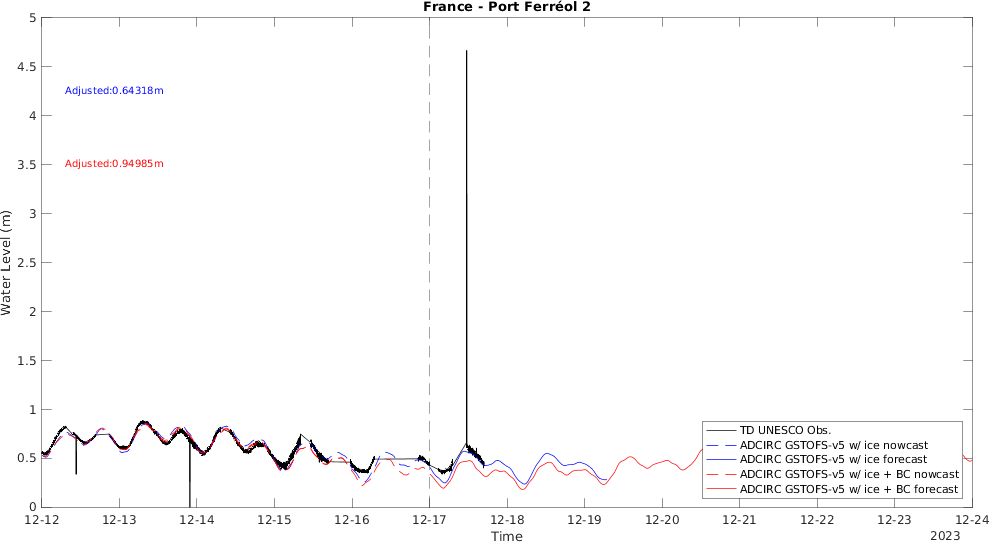 France - Port Ferréol 2
5
4.5
4
3.5
3
2.5
2
1.5
1
0.5
0
Water Level (m)
Adjusted:0.64318m
Adjusted:0.94985m
TD UNESCO Obs.
ADCIRC GSTOFS-v5 w/ ice nowcast
ADCIRC GSTOFS-v5 w/ ice forecast
ADCIRC GSTOFS-v5 w/ ice + BC nowcast
ADCIRC GSTOFS-v5 w/ ice + BC forecast
12-12 12-13 12-14 12-15 12-16 12-17 12-18 12-19 12-20 12-21 12-22 12-23 12-24
Time
2023